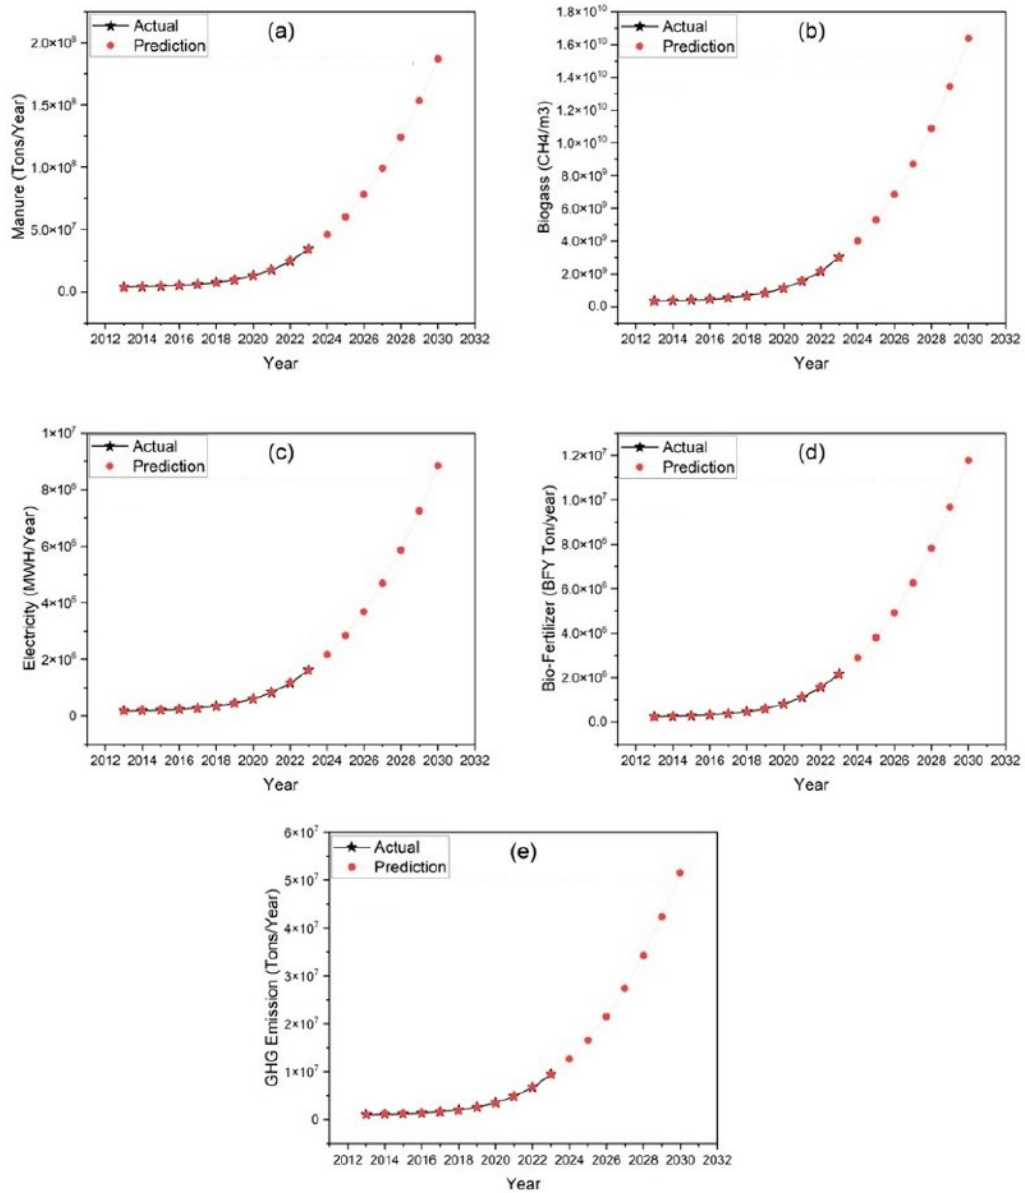 (a)
Actual
Prediction
Manure (Tons/Year)
2.0×10⁸
1.5×10⁸
1.0×10⁸
5.0×10⁷
0.0
2012 2014 2016 2018 2020 2022 2024 2026 2028 2030 2032
Year
(b)
Actual
Prediction
Biogass (CH4/m3)
1.8×10¹⁰
1.6×10¹⁰
1.4×10¹⁰
1.2×10¹⁰
1.0×10¹⁰
8.0×10⁹
6.0×10⁹
4.0×10⁹
2.0×10⁹
0.0
2012 2014 2016 2018 2020 2022 2024 2026 2028 2030 2032
Year
(c)
Actual
Prediction
Electricity (MWH/Year)
1×10⁷
8×10⁶
6×10⁶
4×10⁶
2×10⁶
0
2012 2014 2016 2018 2020 2022 2024 2026 2028 2030 2032
Year
(d)
Actual
Prediction
Bio-Fertilizer (BFY Ton/year)
1.2×10⁷
1.0×10⁷
8.0×10⁶
6.0×10⁶
4.0×10⁶
2.0×10⁶
0.0
2012 2014 2016 2018 2020 2022 2024 2026 2028 2030 2032
Year
(e)
Actual
Prediction
GHG Emission (Tons/Year)
6×10⁷
5×10⁷
4×10⁷
3×10⁷
2×10⁷
1×10⁷
0
2012 2014 2016 2018 2020 2022 2024 2026 2028 2030 2032
Year